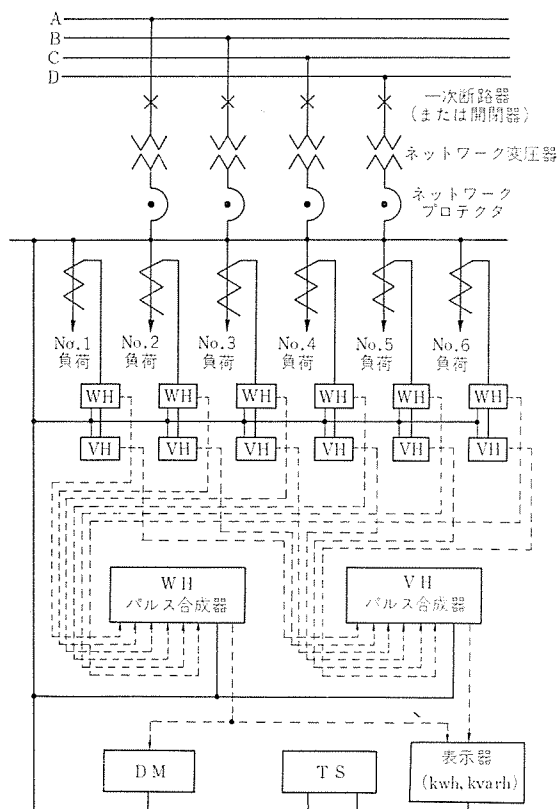 A
B
C
D
一次断路器
(または開閉器)
ネットワーク変圧器
ネットワーク
プロテクタ
No.1 No.2 No.3 No.4 No.5 No.6
負荷 負荷 負荷 負荷 負荷 負荷
WH WH WH WH WH WH
VH VH VH VH VH VH
WH
パルス合成器
VH
パルス合成器
DM
TS
表示器
(kwh,kvarh)